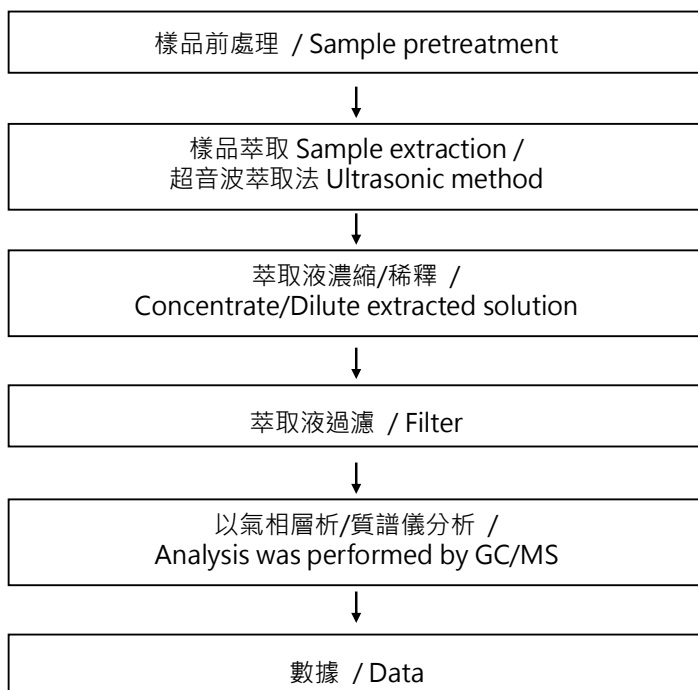 樣品前處理 / Sample pretreatment
樣品萃取 Sample extraction /
超音波萃取法 Ultrasonic method
萃取液濃縮/稀釋 /
Concentrate/Dilute extracted solution
萃取液過濾 / Filter
以氣相層析/質譜儀分析 /
Analysis was performed by GC/MS
數據 / Data